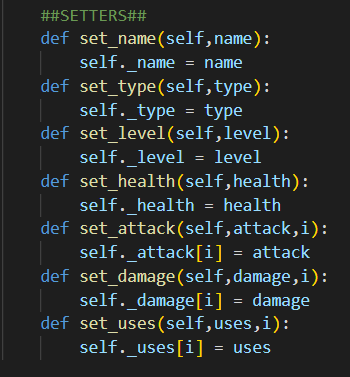 ##SETTERS##
def set_name(self,name):
    self._name = name
def set_type(self,type):
    self._type = type
def set_level(self,level):
    self._level = level
def set_health(self,health):
    self._health = health
def set_attack(self,attack,i):
    self._attack[i] = attack
def set_damage(self,damage,i):
    self._damage[i] = damage
def set_uses(self,uses,i):
    self._uses[i] = uses